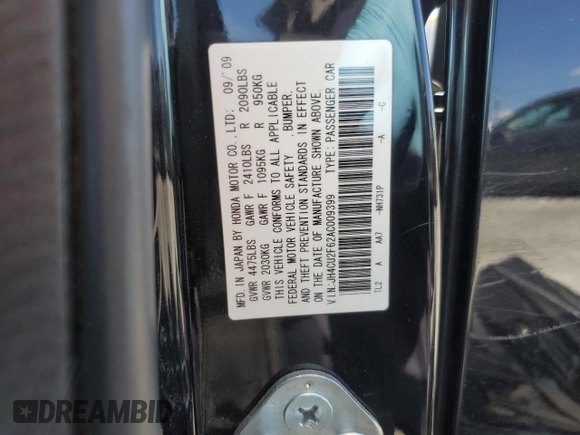 MFD. IN JAPAN BY HONDA MOTOR CO., LTD: 09/'09
GVWR 4475LBS GAWR F 2410LBS R 2090LBS
GVWR 2030KG GAWR F 1095KG R 950KG
THIS VEHICLE CONFORMS TO ALL APPLICABLE
FEDERAL MOTOR VEHICLE SAFETY ,BUMPER,
AND THEFT PREVENTION STANDARDS IN EFFECT
ON THE DATE OF MANUFACTURE SHOWN ABOVE.
VIN:JH4CU2F62AC009399 TYPE: PASSENGER CAR
TL2 A AA7 -NH731P -A -C
DREAMBID